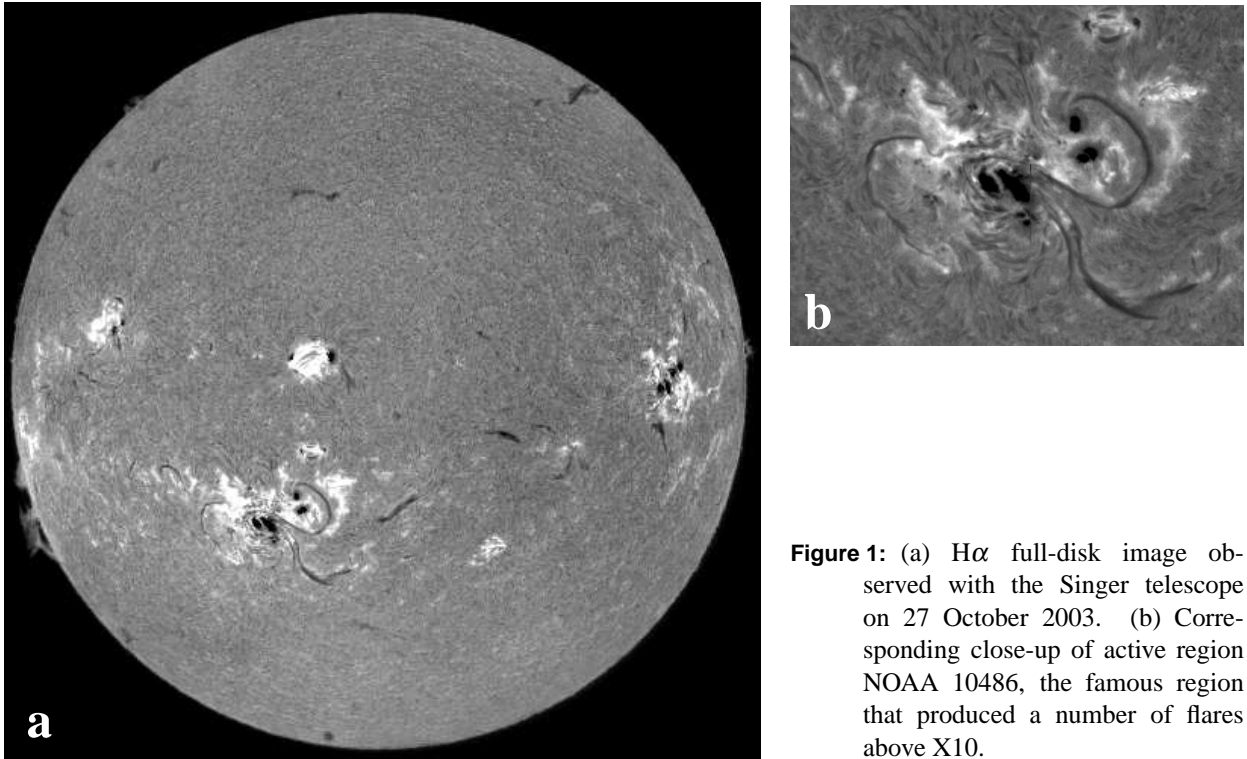 a
b
Figure 1: (a) Hα full-disk image ob-
served with the Singer telescope
on 27 October 2003. (b) Corre-
sponding close-up of active region
NOAA 10486, the famous region
that produced a number of flares
above X10.